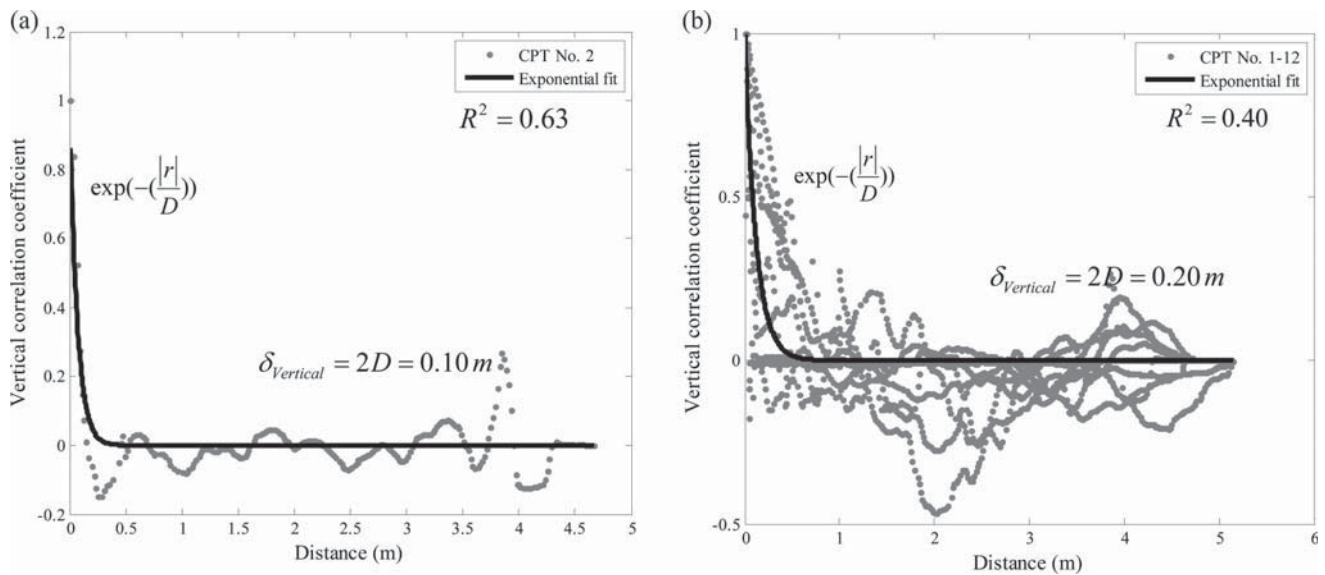 (a)
1.2
1
0.8
0.6
0.4
0.2
0
-0.2
Vertical correlation coefficient
CPT No. 2
Exponential fit
R² = 0.63
exp(-(|r|/D))
δ_Vertical = 2D = 0.10 m
0 0.5 1 1.5 2 2.5 3 3.5 4 4.5 5
Distance (m)
(b)
1
0.5
0
-0.5
Vertical correlation coefficient
CPT No. 1-12
Exponential fit
R² = 0.40
exp(-(|r|/D))
δ_Vertical = 2D = 0.20 m
0 1 2 3 4 5 6
Distance (m)